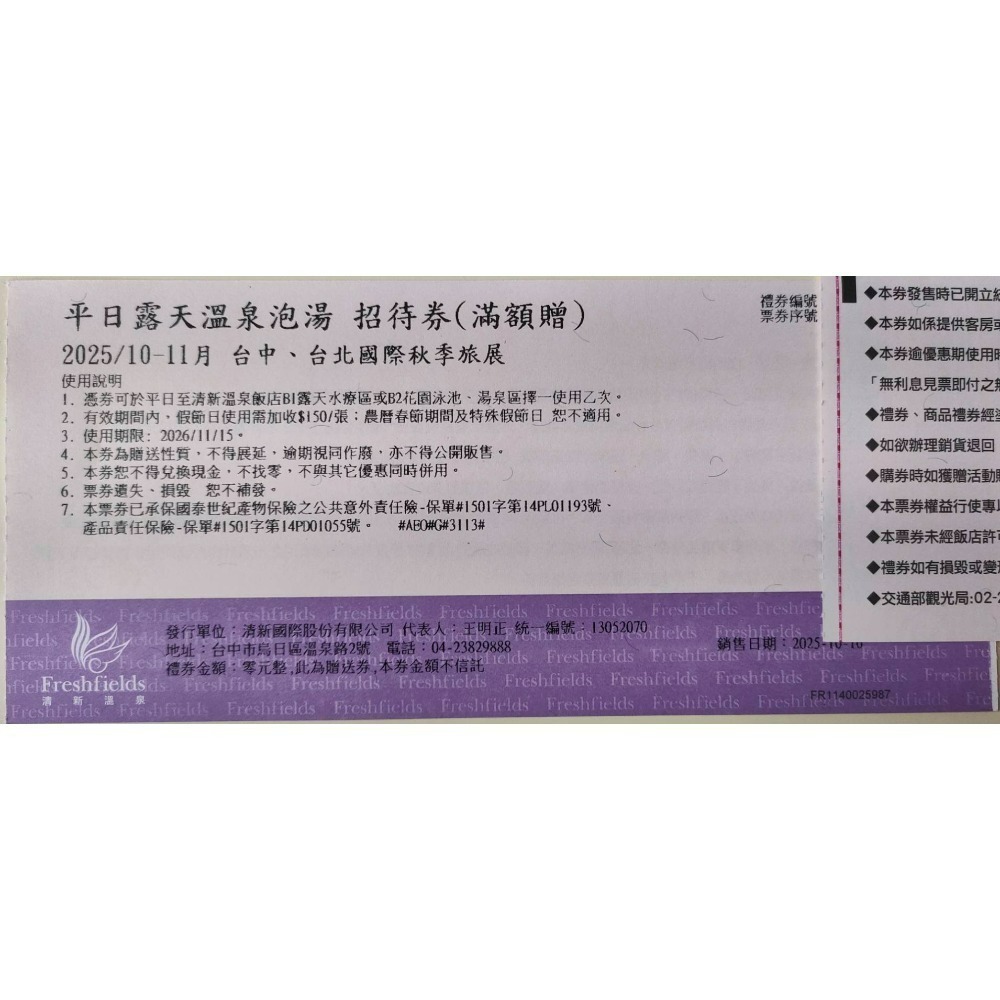 平日露天溫泉泡湯 招待券(滿額贈)
2025/10-11月 台中、台北國際秋季旅展
使用說明
1. 憑券可於平日至清新溫泉飯店B1露天水療區或B2花園泳池、湯泉區擇一使用乙次。
2. 有效期間內，假節日使用需加收$150/張；農曆春節期間及特殊假節日 恕不適用。
3. 使用期限: 2026/11/15。
4. 本券為贈送性質，不得展延，逾期視同作廢，亦不得公開販售。
5. 本券恕不得兌換現金，不找零，不與其它優惠同時併用。
6. 票券遺失、損毀 恕不補發。
7. 本票券已承保國泰世紀產物保險之公共意外責任險-保單#1501字第14PL01193號、
產品責任保險-保單#1501字第14PD01055號。 #AEO#G#3113#
禮券編號
票券序號
◆本券發售時已開立
◆本券如係提供客房
◆本券逾優惠期使用
「無利息見票即付之
◆禮券、商品禮券經
◆如欲辦理銷貨退回
◆購券時如獲贈活動
◆本票券權益行使專
◆本票券未經飯店許
◆禮券如有損毀或變
◆交通部觀光局:02-2
發行單位：清新國際股份有限公司 代表人：王明正 統一編號：13052070
地址：台中市烏日區溫泉路2號 電話：04-23829888
禮券金額：零元整,此為贈送券,本券金額不信託
銷售日期：2025-10-16
FR1140025987
Freshfields
清新溫泉